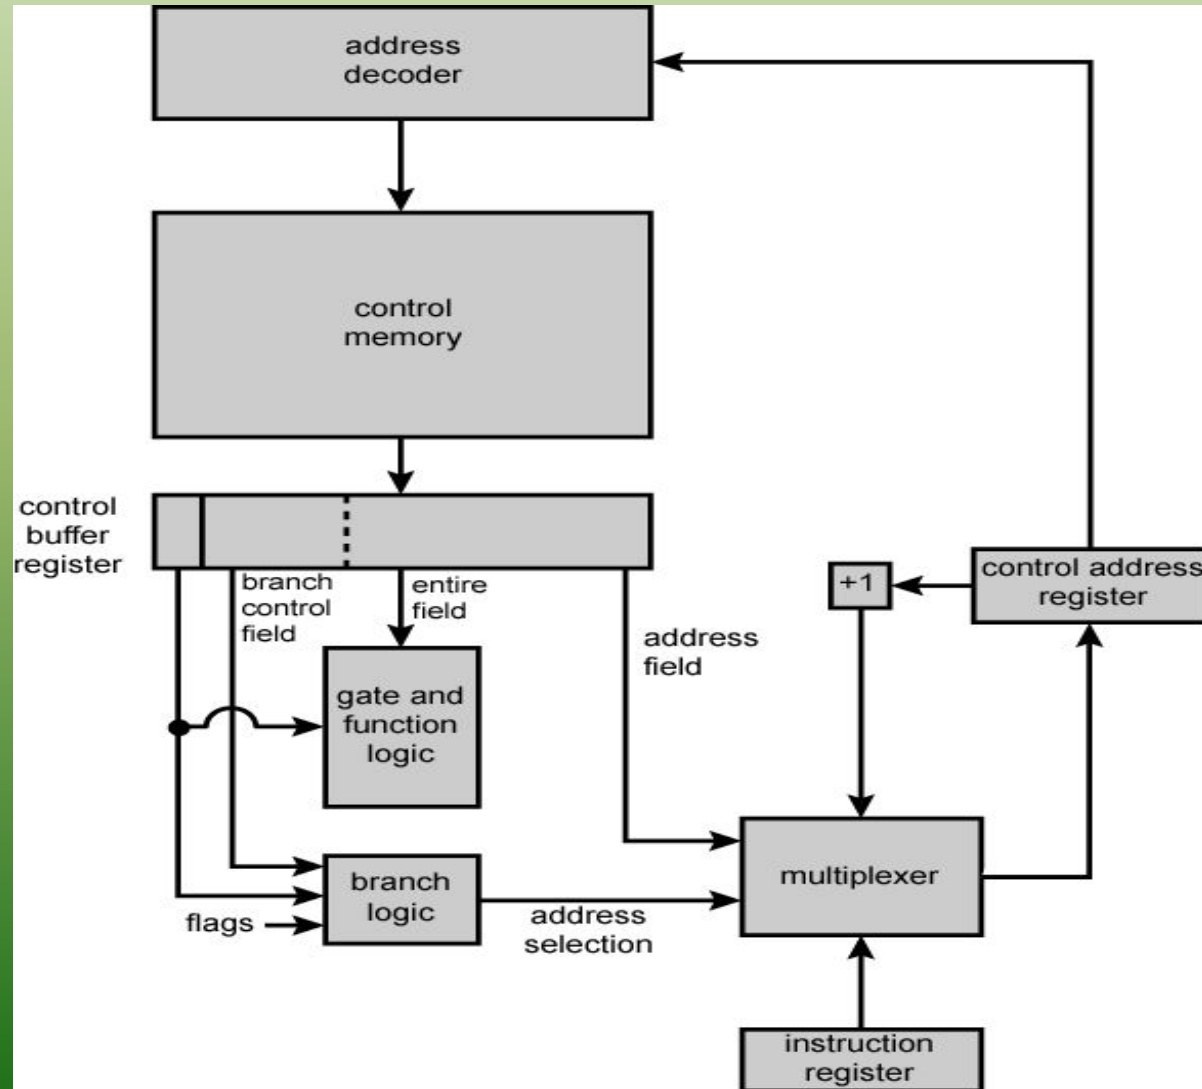 address
decoder
control
memory
control
buffer
register
branch
control
field
entire
field
address
field
+1
control address
register
gate and
function
logic
branch
logic
flags
address
selection
multiplexer
instruction
register